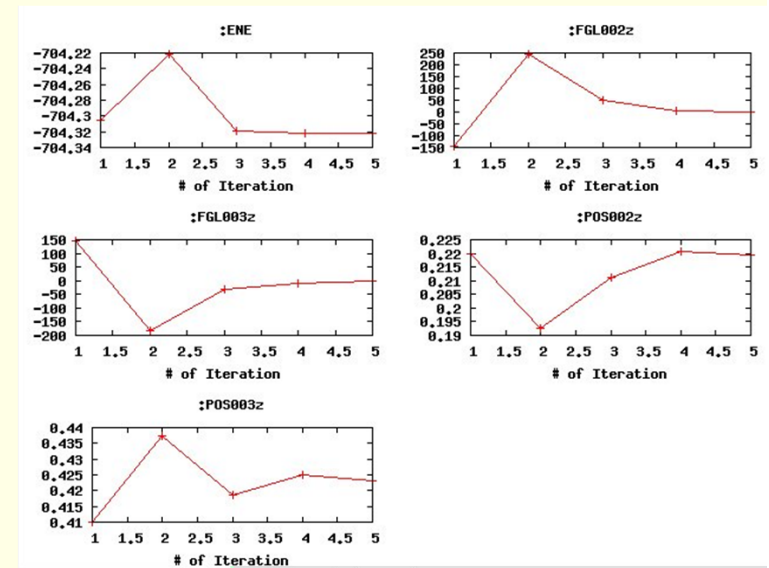 :ENE
-704.22
-704.24
-704.26
-704.28
-704.3
-704.32
-704.34
1 1.5 2 2.5 3 3.5 4 4.5 5
# of Iteration
:FGL002z
250
200
150
100
50
0
-50
-100
-150
1 1.5 2 2.5 3 3.5 4 4.5 5
# of Iteration
:FGL003z
150
100
50
0
-50
-100
-150
-200
1 1.5 2 2.5 3 3.5 4 4.5 5
# of Iteration
:POS002z
0.225
0.22
0.215
0.21
0.205
0.2
0.195
0.19
1 1.5 2 2.5 3 3.5 4 4.5 5
# of Iteration
:POS003z
0.44
0.435
0.43
0.425
0.42
0.415
0.41
1 1.5 2 2.5 3 3.5 4 4.5 5
# of Iteration